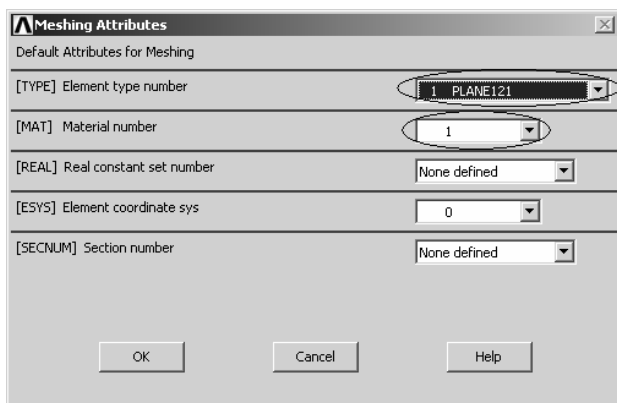 Meshing Attributes
Default Attributes for Meshing
[TYPE] Element type number 1 PLANE121
[MAT] Material number 1
[REAL] Real constant set number None defined
[ESYS] Element coordinate sys 0
[SECNUM] Section number None defined
OK Cancel Help